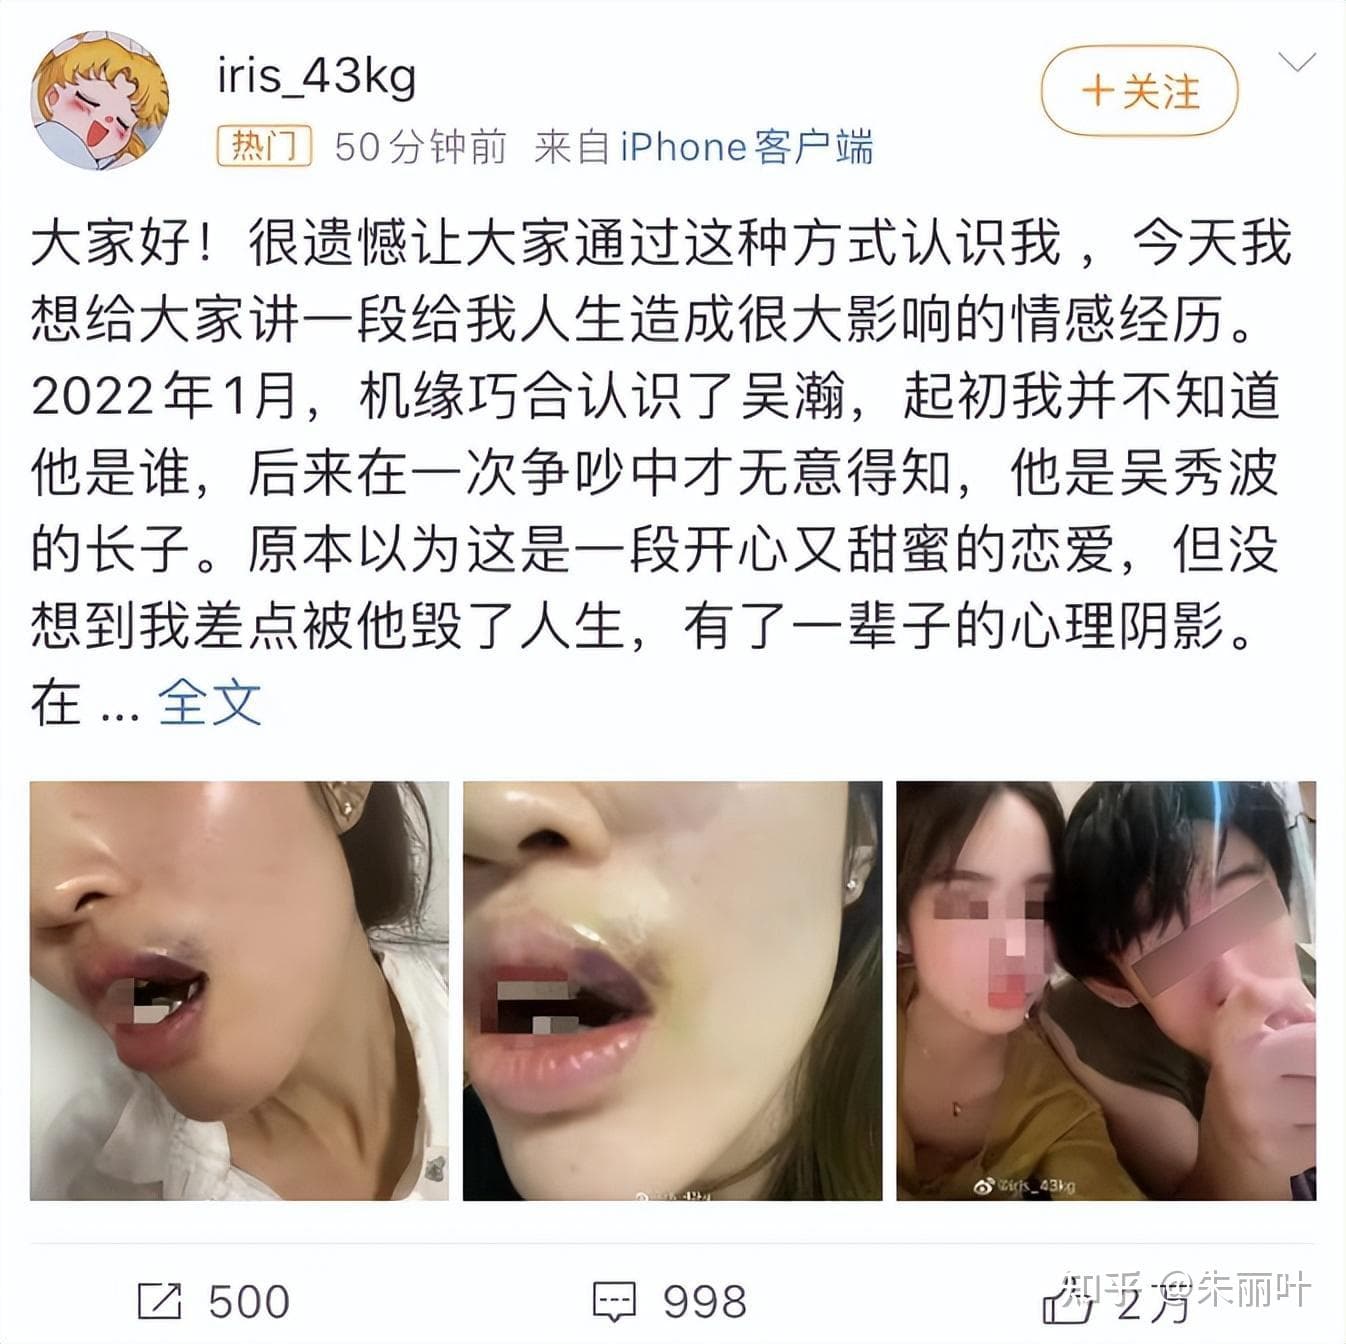 iris_43kg
+关注
热门 50分钟前 来自 iPhone客户端
大家好！很遗憾让大家通过这种方式认识我，今天我
想给大家讲一段给我人生造成很大影响的情感经历。
2022年1月，机缘巧合认识了吴瀚，起初我并不知道
他是谁，后来在一次争吵中才无意得知，他是吴秀波
的长子。原本以为这是一段开心又甜蜜的恋爱，但没
想到我差点被他毁了人生，有了一辈子的心理阴影。
在 ... 全文
@iris_43kg
500
998
2万
知乎 @朱丽叶